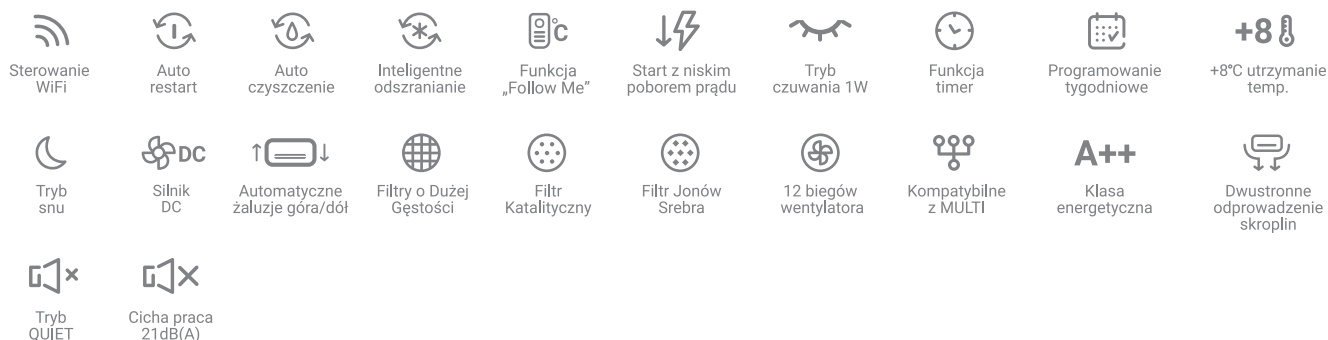 Sterowanie
WiFi
Auto
restart
Auto
czyszczenie
Inteligentne
odszranianie
°C
Funkcja
„Follow Me”
Start z niskim
poborem prądu
Tryb
czuwania 1W
Funkcja
timer
Programowanie
tygodniowe
+8
+8°C utrzymanie
temp.
Tryb
snu
DC
Silnik
DC
Automatyczne
żaluzje góra/dół
Filtry o Dużej
Gęstości
Filtr
Katalityczny
Filtr Jonów
Srebra
12 biegów
wentylatora
Kompatybilne
z MULTI
A++
Klasa
energetyczna
Dwustronne
odprowadzenie
skroplin
Tryb
QUIET
Cicha praca
21dB(A)